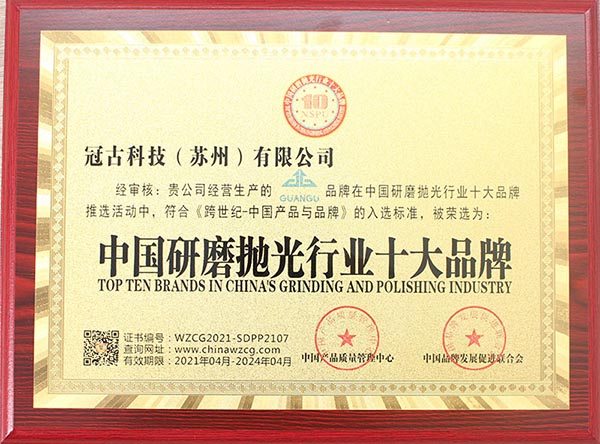 10
NSPU
冠古科技（苏州）有限公司
经审核：贵公司经营生产的 GUANGU 品牌在中国研磨抛光行业十大品牌
推选活动中，符合《跨世纪-中国产品与品牌》的入选标准，被荣选为：
中国研磨抛光行业十大品牌
TOP TEN BRANDS IN CHINA'S GRINDING AND POLISHING INDUSTRY
证书编号：WZCG2021-SDPP2107
查询网址：www.chinawzcg.com
有效期限：2021年04月-2024年04月
中国产品质量管理中心
中国品牌发展促进联合会